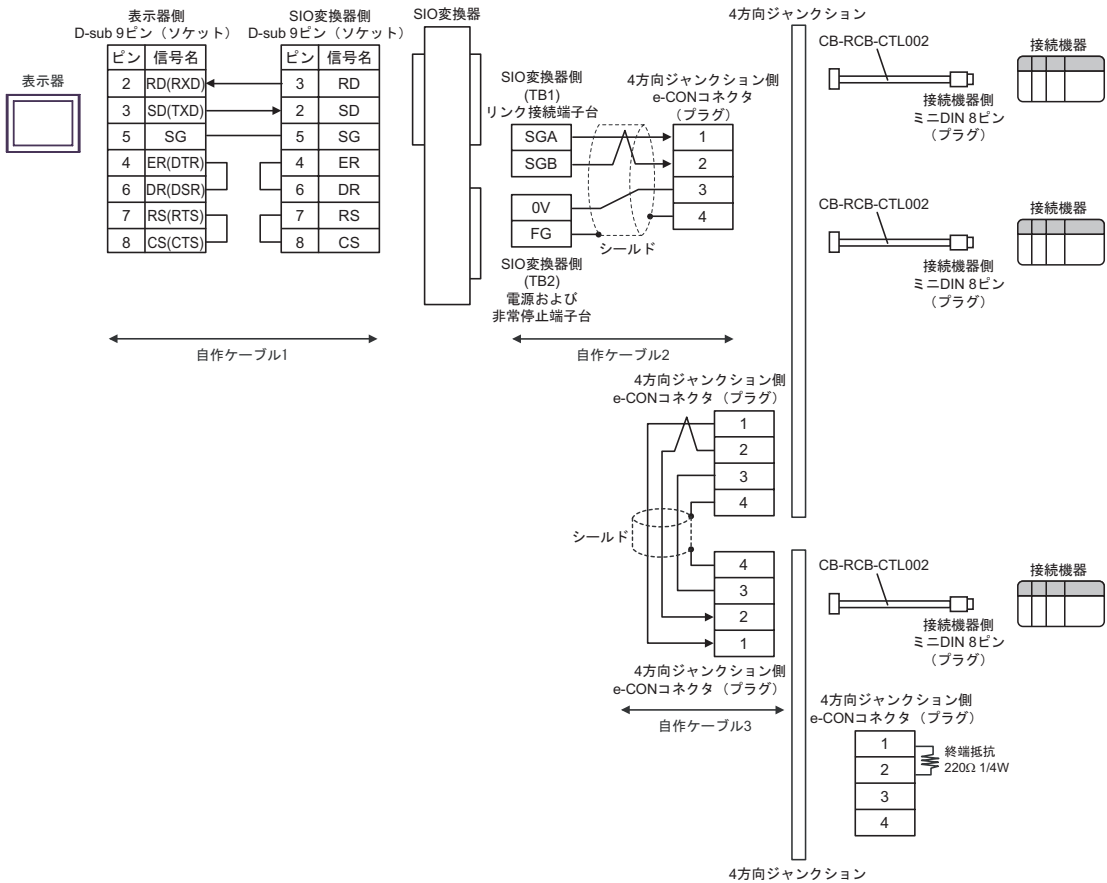 表示器
表示器側
D-sub 9ピン（ソケット）
ピン 信号名
2 RD(RXD)
3 SD(TXD)
5 SG
4 ER(DTR)
6 DR(DSR)
7 RS(RTS)
8 CS(CTS)
SIO変換器側
D-sub 9ピン（ソケット）
ピン 信号名
3 RD
2 SD
5 SG
4 ER
6 DR
7 RS
8 CS
自作ケーブル1
SIO変換器
SIO変換器側
(TB1)
リンク接続端子台
SGA
SGB
0V
FG
SIO変換器側
(TB2)
電源および
非常停止端子台
シールド
4方向ジャンクション側
e-CONコネクタ
（プラグ）
1
2
3
4
自作ケーブル2
4方向ジャンクション
CB-RCB-CTL002
接続機器側
ミニDIN 8ピン
（プラグ）
接続機器
CB-RCB-CTL002
接続機器側
ミニDIN 8ピン
（プラグ）
接続機器
4方向ジャンクション側
e-CONコネクタ（プラグ）
1
2
3
4
シールド
4
3
2
1
4方向ジャンクション側
e-CONコネクタ（プラグ）
自作ケーブル3
CB-RCB-CTL002
接続機器側
ミニDIN 8ピン
（プラグ）
接続機器
4方向ジャンクション側
e-CONコネクタ（プラグ）
1
2
3
4
終端抵抗
220Ω 1/4W
4方向ジャンクション